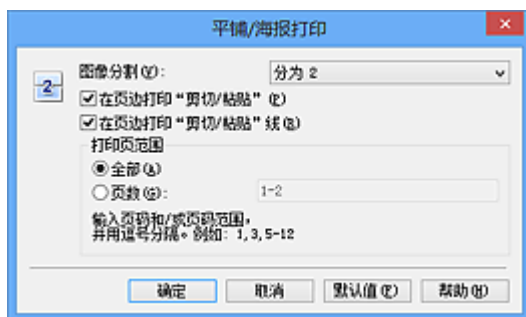 平铺/海报打印
图像分割(V):
分为 2
-2-
在页边打印“剪切/粘贴”(P)
在页边打印“剪切/粘贴”线(B)
打印页范围
全部(A)
页数(G):
1-2
输入页码和/或页码范围，
并用逗号分隔。例如: 1,3,5-12
确定
取消
默认值(F)
帮助(H)